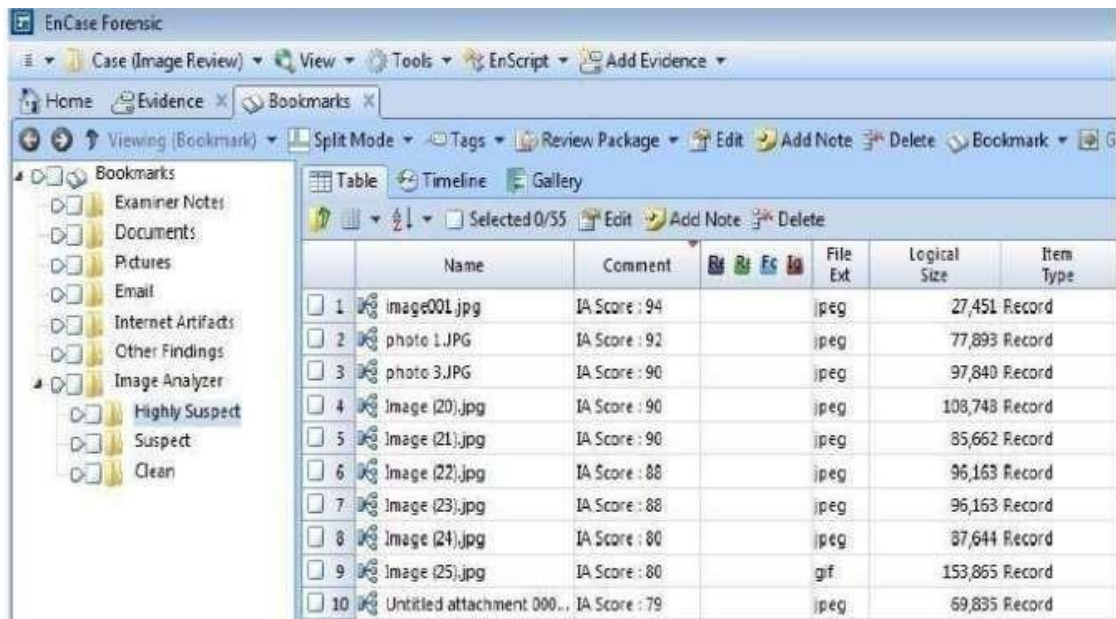 EnCase Forensic
Case (Image Review) View Tools EnScript Add Evidence
Home Evidence Bookmarks
Viewing (Bookmark) Split Mode Tags Review Package Edit Add Note Delete Bookmark
Bookmarks
Examiner Notes
Documents
Pictures
Email
Internet Artifacts
Other Findings
Image Analyzer
Highly Suspect
Suspect
Clean
Table Timeline Gallery
Selected 0/55 Edit Add Note Delete
Name Comment File Ext Logical Size Item Type
1 image001.jpg IA Score : 94 jpeg 27,451 Record
2 photo 1.JPG IA Score : 92 jpeg 77,893 Record
3 photo 3.JPG IA Score : 90 jpeg 97,840 Record
4 Image (20).jpg IA Score : 90 jpeg 108,748 Record
5 Image (21).jpg IA Score : 90 jpeg 85,662 Record
6 Image (22).jpg IA Score : 88 jpeg 96,163 Record
7 Image (23).jpg IA Score : 88 jpeg 96,163 Record
8 Image (24).jpg IA Score : 80 jpeg 87,644 Record
9 Image (25).jpg IA Score : 80 gif 153,865 Record
10 Untitled attachment 000... IA Score : 79 jpeg 69,835 Record